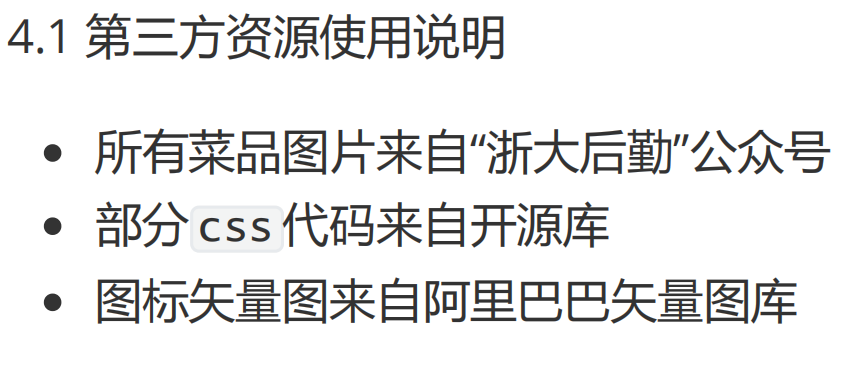 4.1 第三方资源使用说明
• 所有菜品图片来自“浙大后勤”公众号
• 部分css代码来自开源库
• 图标矢量图来自阿里巴巴矢量图库